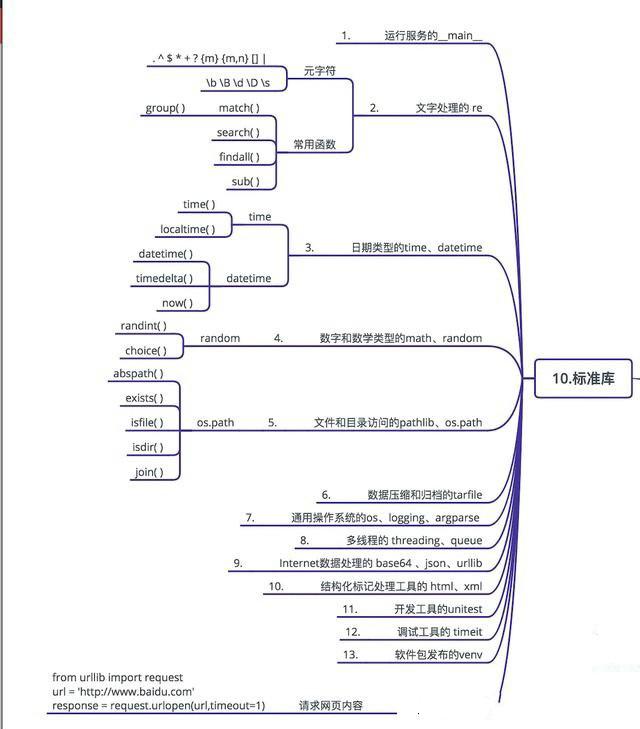 1. 运行服务的__main__
. ^ $ * + ? {m} {m,n} [] |
\b \B \d \D \s
元字符
group( )
match( )
search( )
findall( )
sub( )
常用函数
2. 文字处理的 re
time( )
localtime( )
time
datetime( )
timedelta( )
now( )
datetime
3. 日期类型的time、datetime
randint( )
choice( )
random
4. 数字和数学类型的math、random
abspath( )
exists( )
isfile( )
isdir( )
join( )
os.path
5. 文件和目录访问的pathlib、os.path
10.标准库
6. 数据压缩和归档的tarfile
7. 通用操作系统的os、logging、argparse
8. 多线程的 threading、queue
9. Internet数据处理的 base64 、json、urllib
10. 结构化标记处理工具的 html、xml
11. 开发工具的unitest
12. 调试工具的 timeit
13. 软件包发布的venv
from urllib import request
url = 'http://www.baidu.com'
response = request.urlopen(url,timeout=1)
请求网页内容